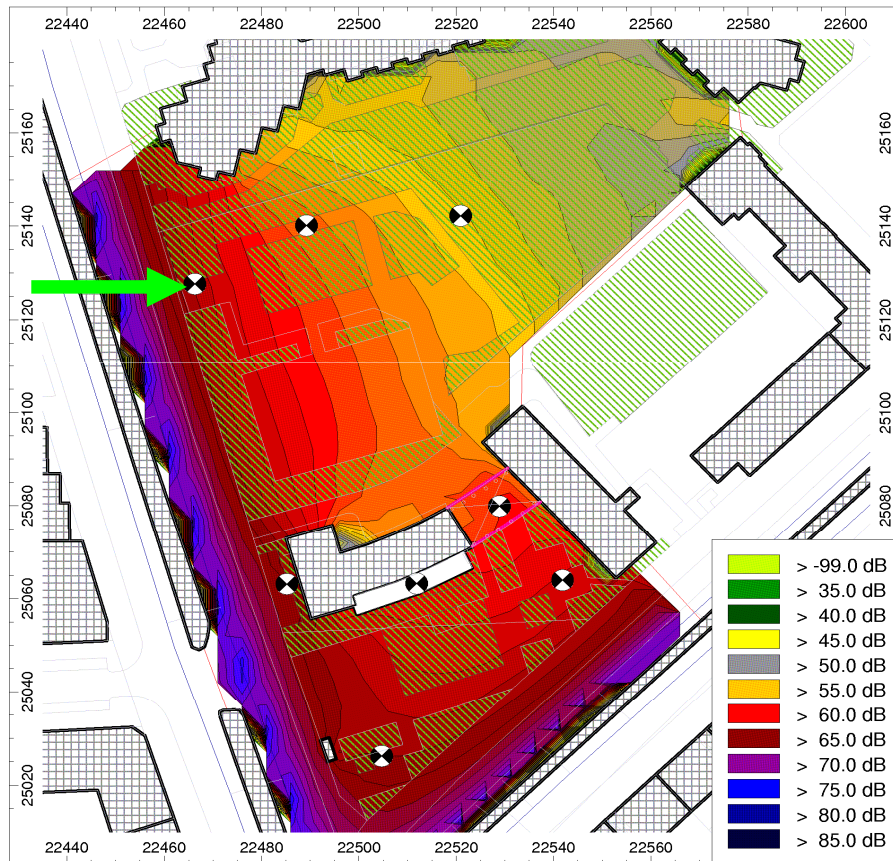 22440 22460 22480 22500 22520 22540 22560 22580 22600
25160 25160
25140 25140
25120 25120
25100 25100
25080 25080
25060
25040
25020
> -99.0 dB
> 35.0 dB
> 40.0 dB
> 45.0 dB
> 50.0 dB
> 55.0 dB
> 60.0 dB
> 65.0 dB
> 70.0 dB
> 75.0 dB
> 80.0 dB
> 85.0 dB
22440 22460 22480 22500 22520 22540 22560